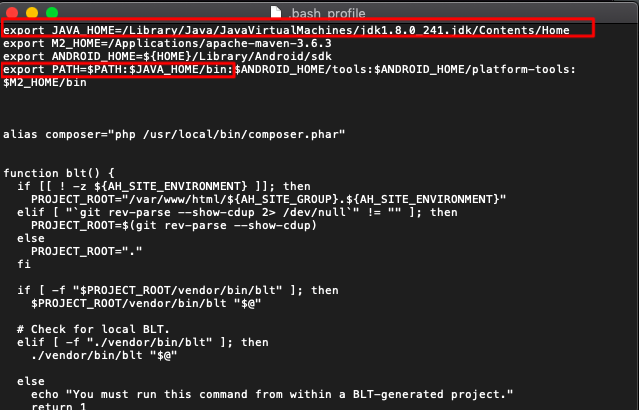 .bash_profile
export JAVA_HOME=/Library/Java/JavaVirtualMachines/jdk1.8.0_241.jdk/Contents/Home
export M2_HOME=/Applications/apache-maven-3.6.3
export ANDROID_HOME=${HOME}/Library/Android/sdk
export PATH=$PATH:$JAVA_HOME/bin:$ANDROID_HOME/tools:$ANDROID_HOME/platform-tools:
$M2_HOME/bin
alias composer="php /usr/local/bin/composer.phar"
function blt() {
  if [[ ! -z ${AH_SITE_ENVIRONMENT} ]]; then
    PROJECT_ROOT="/var/www/html/${AH_SITE_GROUP}.${AH_SITE_ENVIRONMENT}"
  elif [ "`git rev-parse --show-cdup 2> /dev/null`" != "" ]; then
    PROJECT_ROOT=$(git rev-parse --show-cdup)
  else
    PROJECT_ROOT="."
  fi
  if [ -f "$PROJECT_ROOT/vendor/bin/blt" ]; then
    $PROJECT_ROOT/vendor/bin/blt "$@"
  # Check for local BLT.
  elif [ -f "./vendor/bin/blt" ]; then
    ./vendor/bin/blt "$@"
  else
    echo "You must run this command from within a BLT-generated project."
    return 1